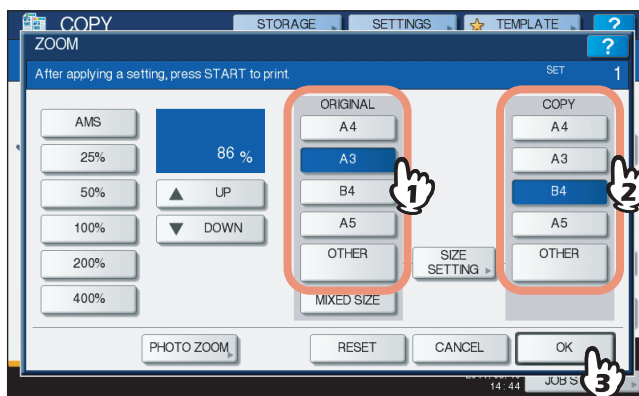 COPY STORAGE SETTINGS TEMPLATE ?
ZOOM ?
After applying a setting, press START to print. SET 1
ORIGINAL COPY
AMS A4 A4
25% 86 % A3 A3
1 2
50% UP B4 B4
100% DOWN A5 A5
200% OTHER SIZE SETTING OTHER
400% MIXED SIZE
PHOTO ZOOM RESET CANCEL OK
3
14:44 JOB S